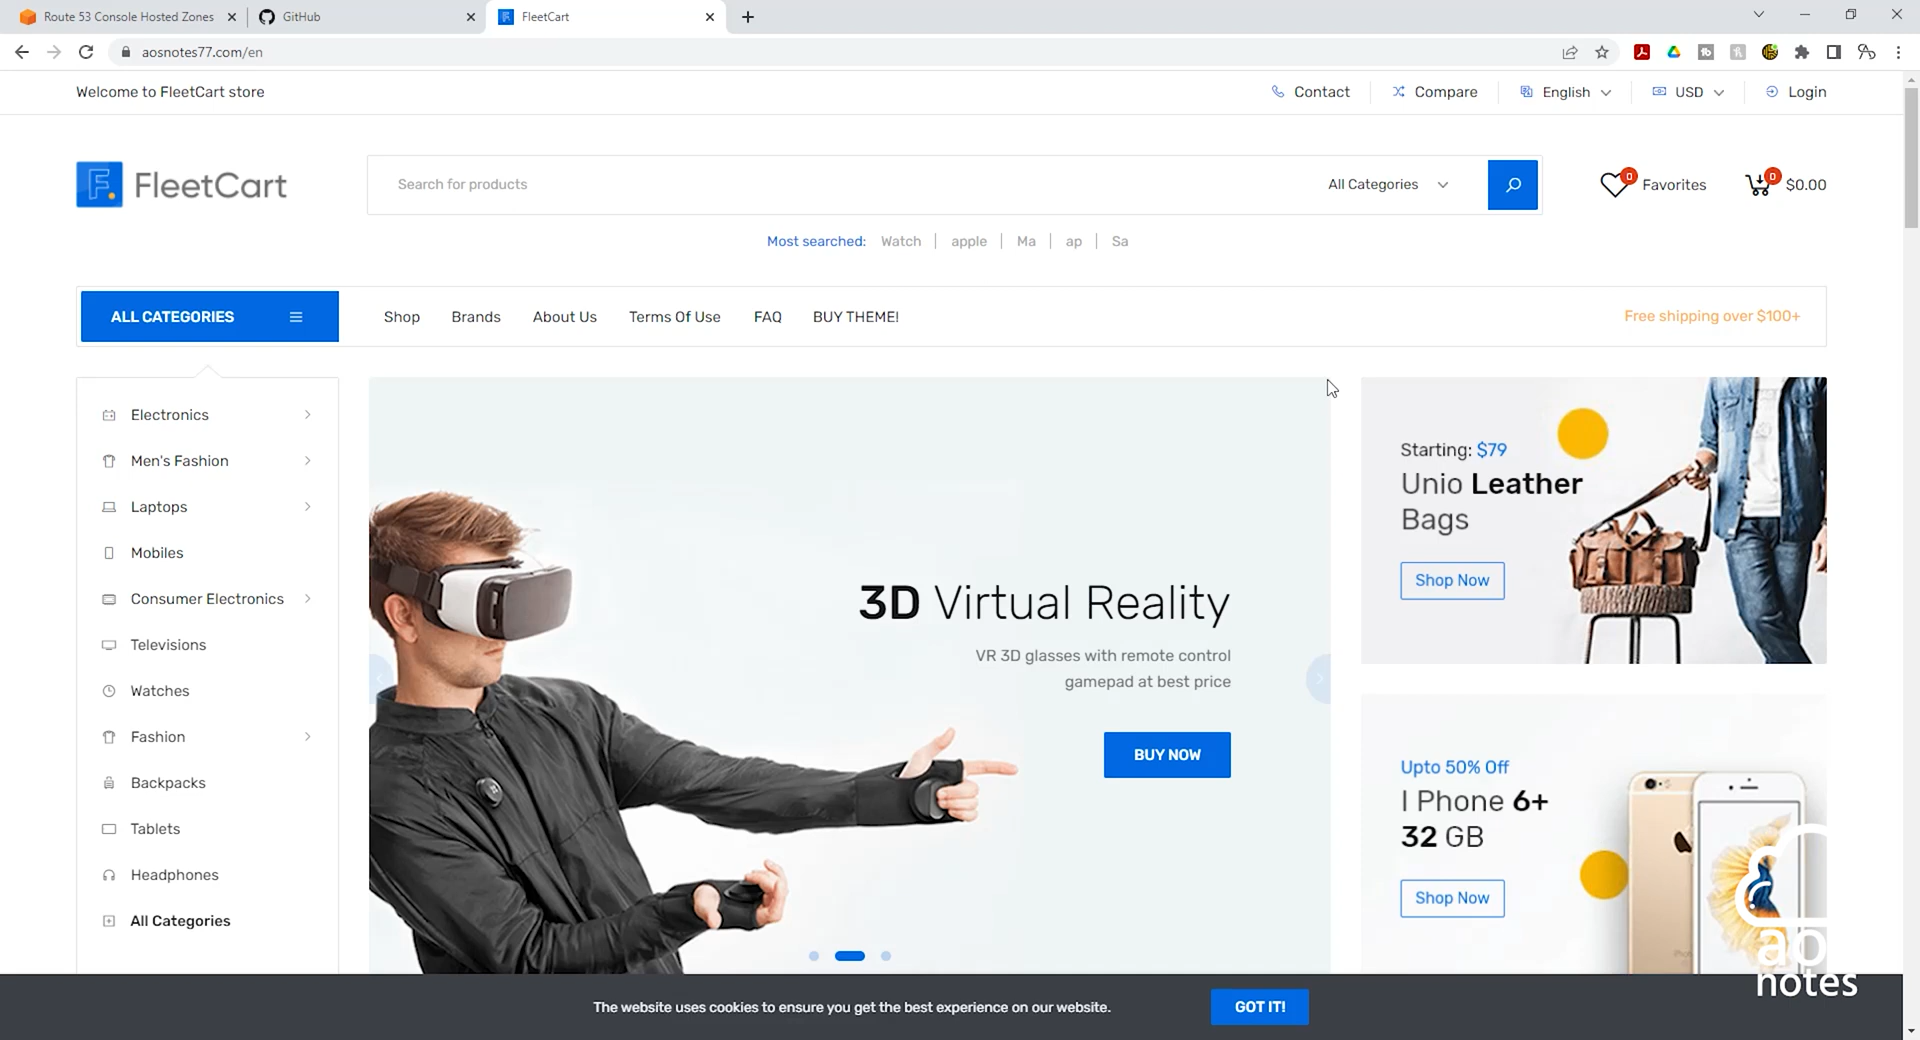 Route 53 Console Hosted Zones
GitHub
FleetCart
aosnotes77.com/en
Welcome to FleetCart store
Contact
Compare
English
USD
Login
FleetCart
Search for products
All Categories
0
Favorites
0
$0.00
Most searched:
Watch
apple
Ma
ap
Sa
ALL CATEGORIES
Shop
Brands
About Us
Terms Of Use
FAQ
BUY THEME!
Free shipping over $100+
Electronics
Men's Fashion
Laptops
Mobiles
Consumer Electronics
Televisions
Watches
Fashion
Backpacks
Tablets
Headphones
All Categories
3D Virtual Reality
VR 3D glasses with remote control
gamepad at best price
BUY NOW
Starting: $79
Unio Leather
Bags
Shop Now
Upto 50% Off
I Phone 6+
32 GB
Shop Now
notes
The website uses cookies to ensure you get the best experience on our website.
GOT IT!